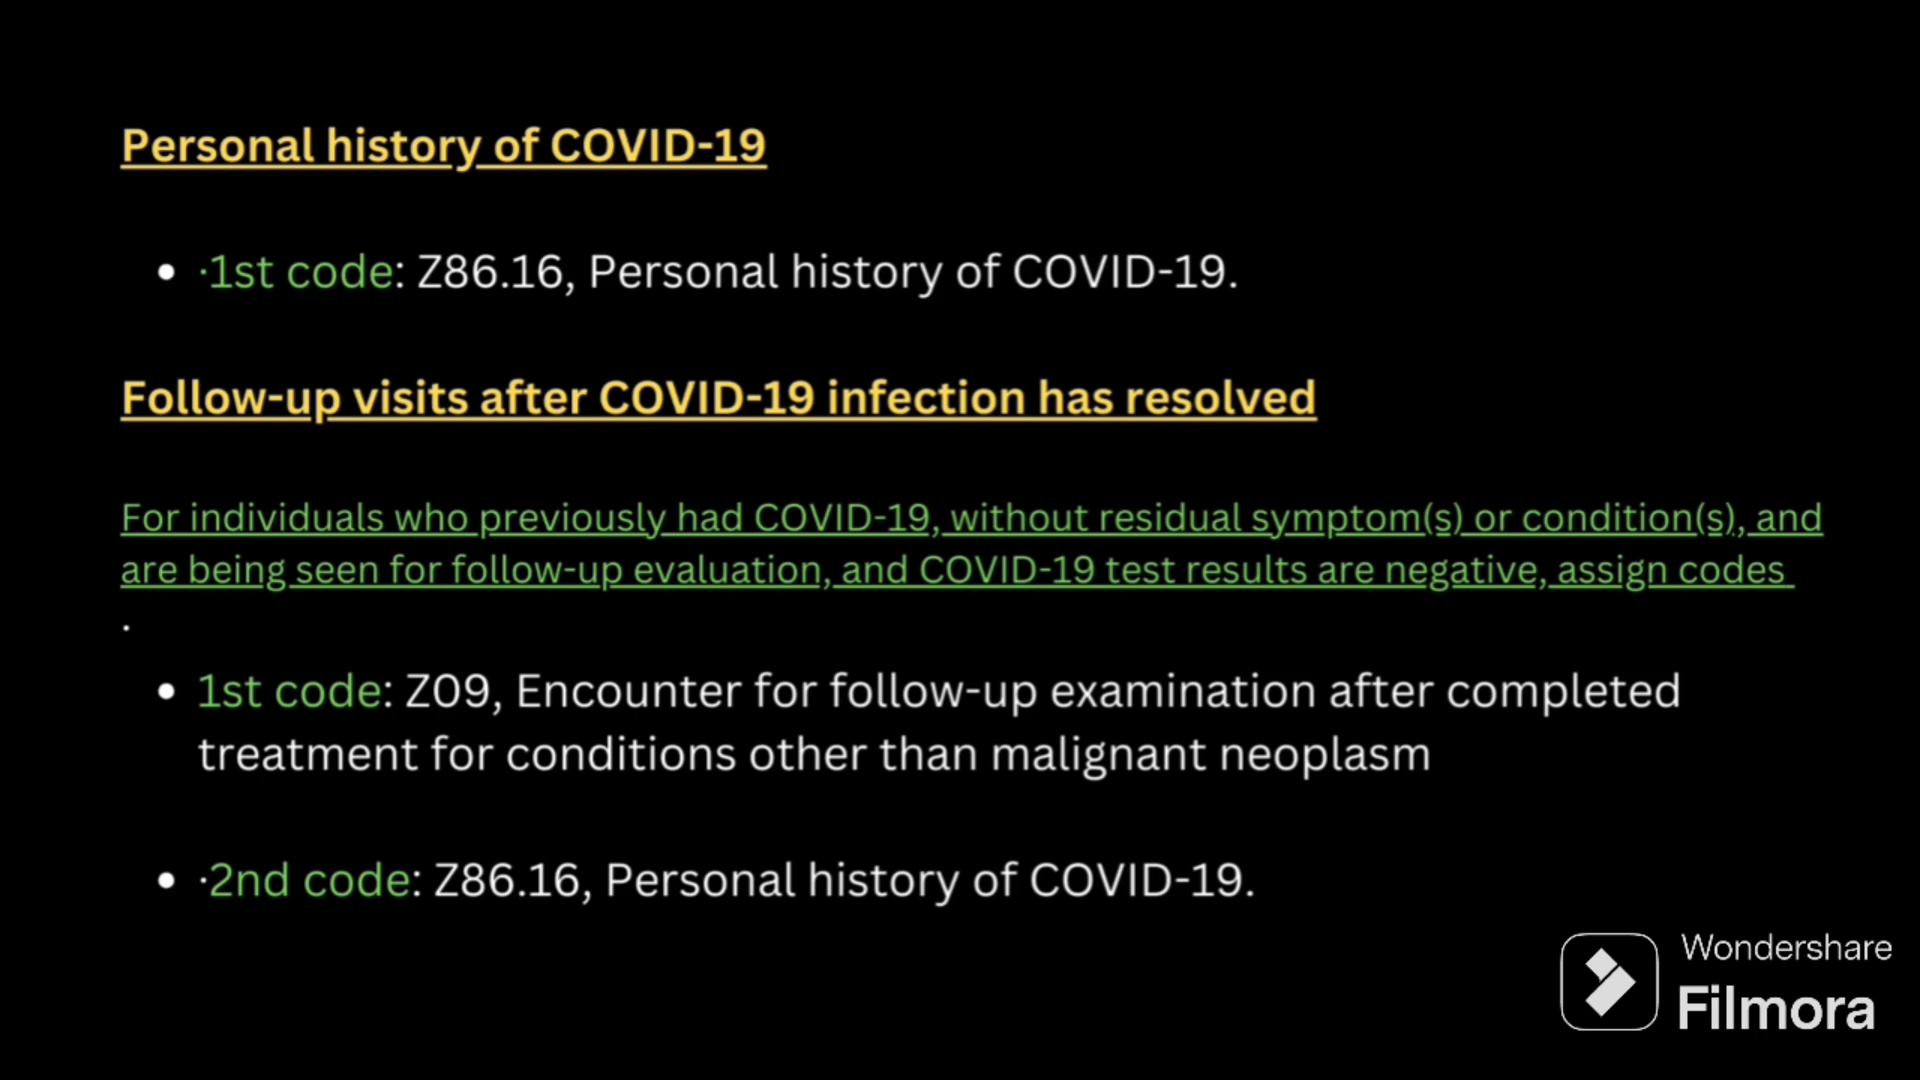 Personal history of COVID-19
• ·1st code: Z86.16, Personal history of COVID-19.
Follow-up visits after COVID-19 infection has resolved
For individuals who previously had COVID-19, without residual symptom(s) or condition(s), and
are being seen for follow-up evaluation, and COVID-19 test results are negative, assign codes
.
• 1st code: Z09, Encounter for follow-up examination after completed
treatment for conditions other than malignant neoplasm
• ·2nd code: Z86.16, Personal history of COVID-19.
Wondershare
Filmora